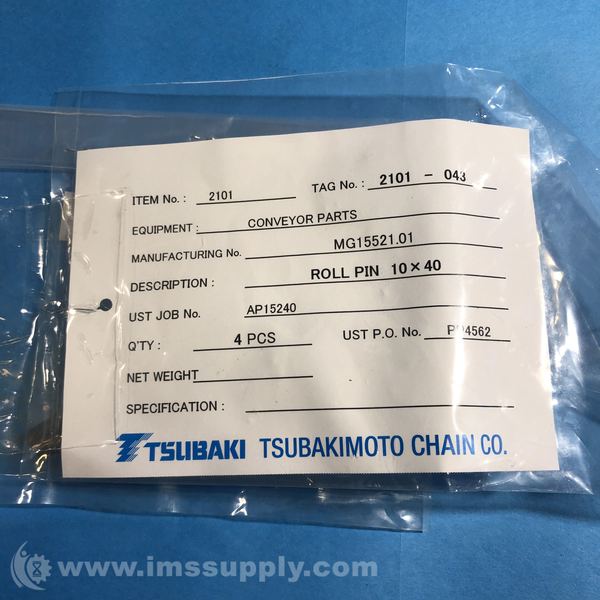 ITEM No. : 2101 TAG No. : 2101 - 043
EQUIPMENT : CONVEYOR PARTS
MANUFACTURING No. MG15521.01
DESCRIPTION : ROLL PIN 10×40
UST JOB No. AP15240
Q'TY : 4 PCS UST P.O. No.
NET WEIGHT
SPECIFICATION :
TSUBAKI TSUBAKIMOTO CHAIN CO.
www.imssupply.com